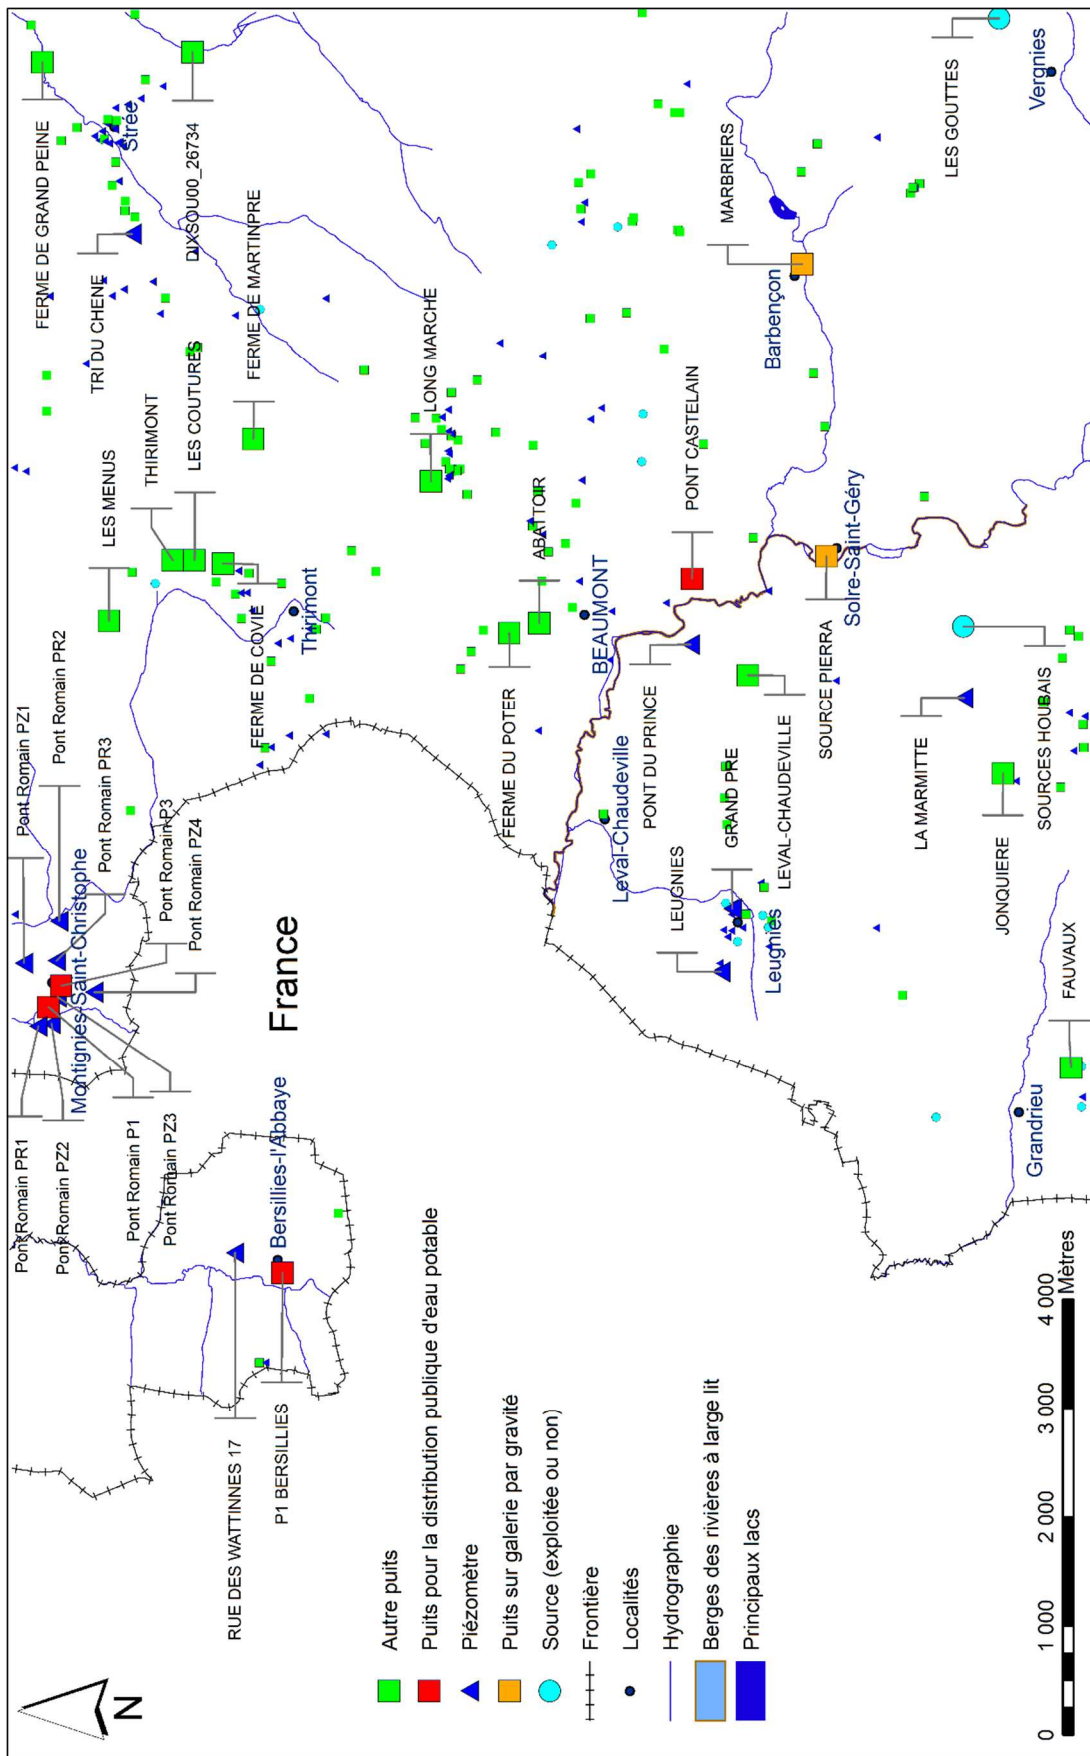 FERME DE GRAND PEINE
Strée
DIXSOU00_26734
TRI DU CHENE
FERME DE MARTINPRE
LES COUTURES
THIRIMONT
LES MENUS
FERME DE COVIE
Thirimont
LONG MARCHE
ABATTOIR
FERME DU POTER
BEAUMONT
PONT CASTELAIN
PONT DU PRINCE
MARBRIERS
Barbençon
LES GOUTTES
Vergnies
Solre-Saint-Géry
SOURCE PIERRA
LEVAL-CHAUDEVILLE
GRAND PRE
Leval-Chaudeville
LEUGNIES
Leugnies
LA MARMITTE
SOURCES HOUBAIS
JONQUIERE
FAUVAUX
Grandrieu
Pont Romain PZ1
Pont Romain PR2
Pont Romain PR3
Pont Romain P3
Pont Romain PZ4
Montignies-Saint-Christophe
Pont Romain PR1
Pont Romain PZ2
Pont Romain P1
Pont Romain PZ3
France
Bersillies-l'Abbaye
RUE DES WATTINNES 17
P1 BERSILLIES
Autre puits
Puits pour la distribution publique d'eau potable
Piézomètre
Puits sur galerie par gravité
Source (exploitée ou non)
Frontière
Localités
Hydrographie
Berges des rivières à large lit
Principaux lacs
N
0 1 000 2 000 3 000 4 000
Mètres